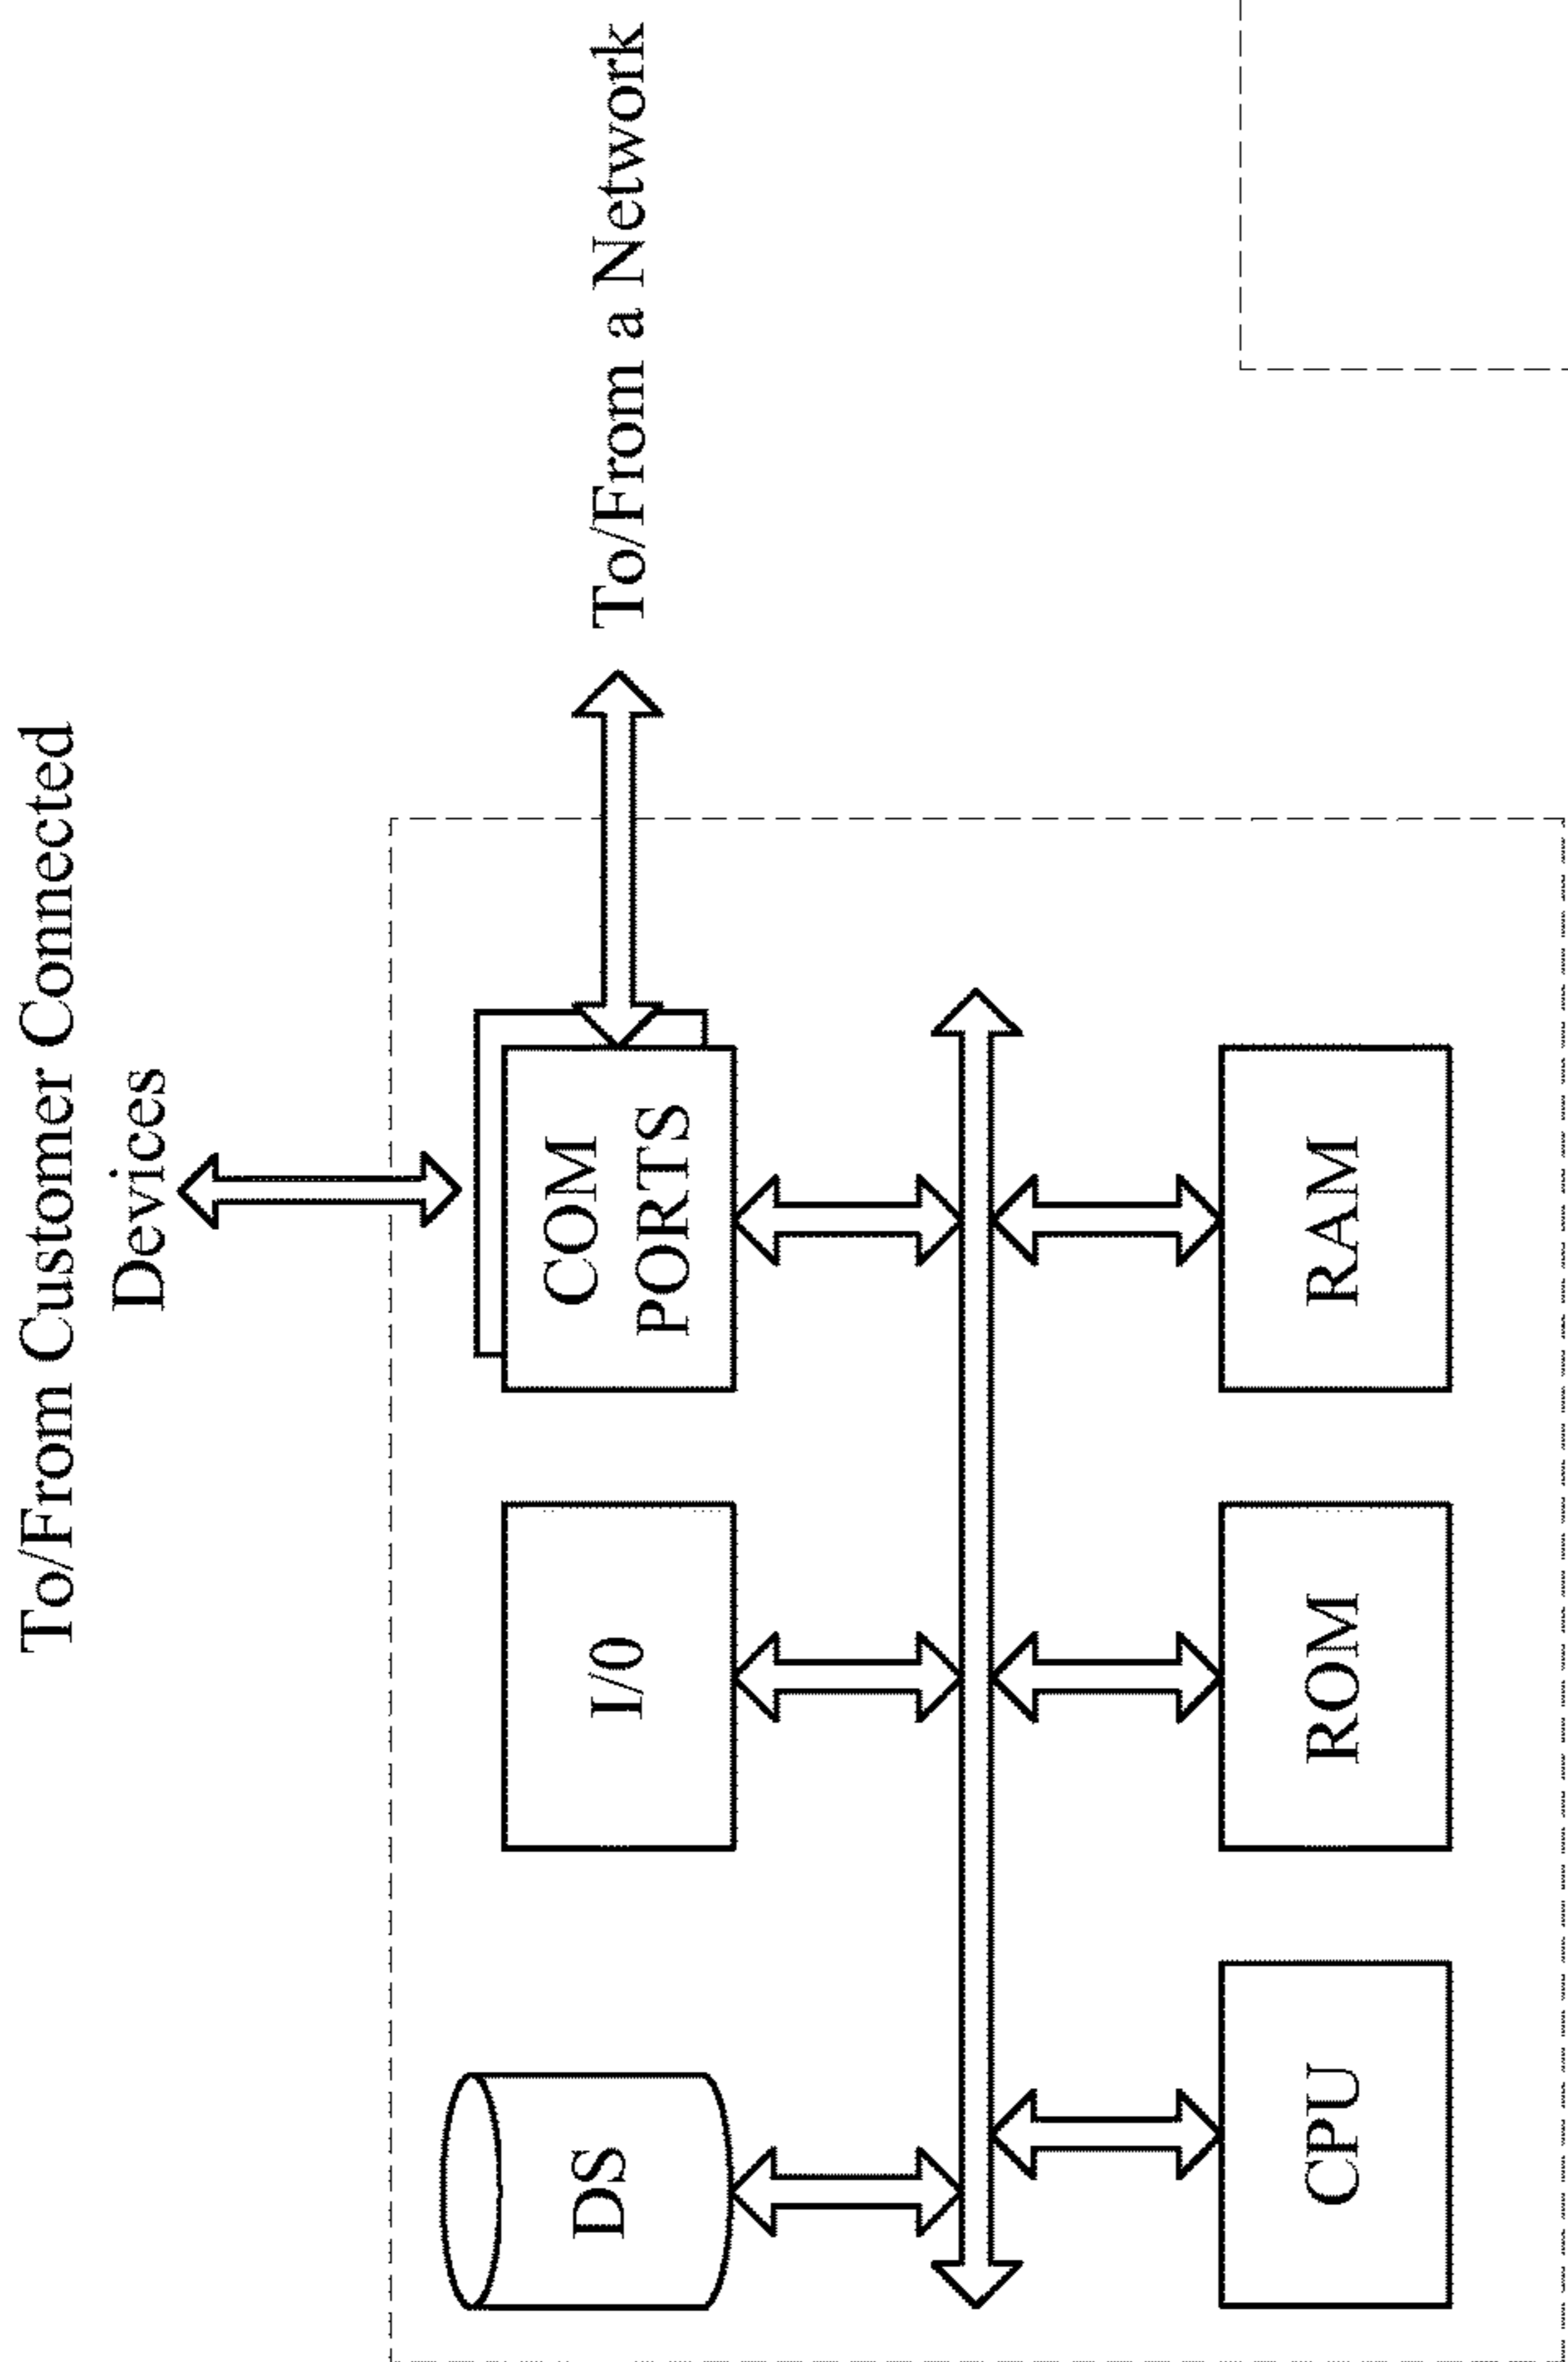 To/From Customer Connected
Devices
To/From a Network
DS
I/0
COM
PORTS
CPU
ROM
RAM